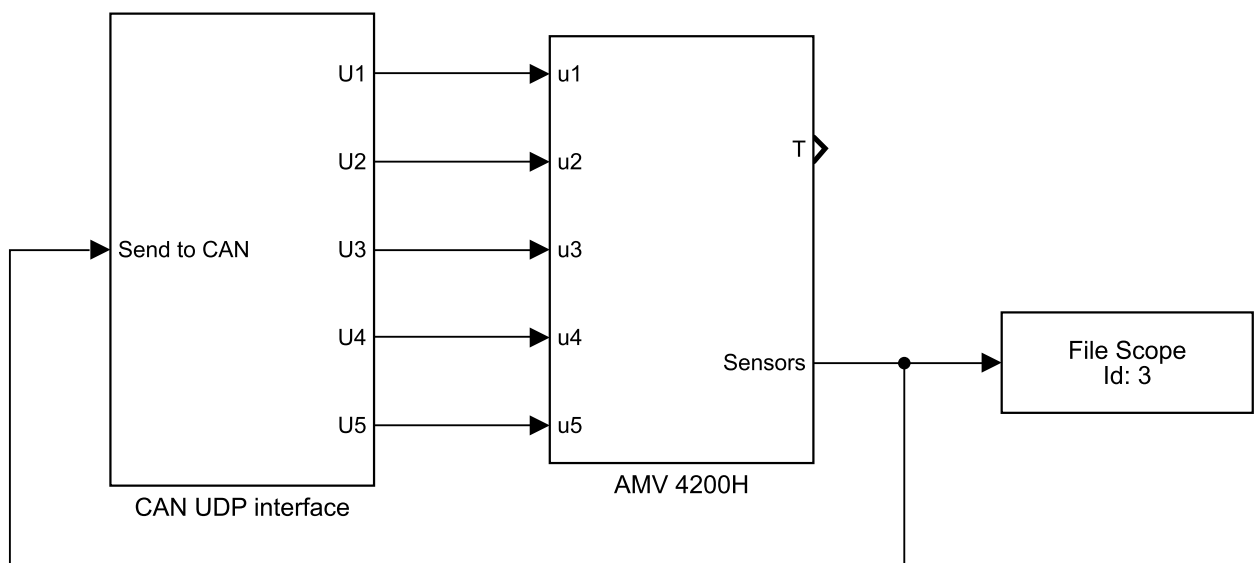 U1
U2
Send to CAN
U3
U4
U5
CAN UDP interface
u1
u2
u3
u4
u5
T
Sensors
AMV 4200H
File Scope
Id: 3